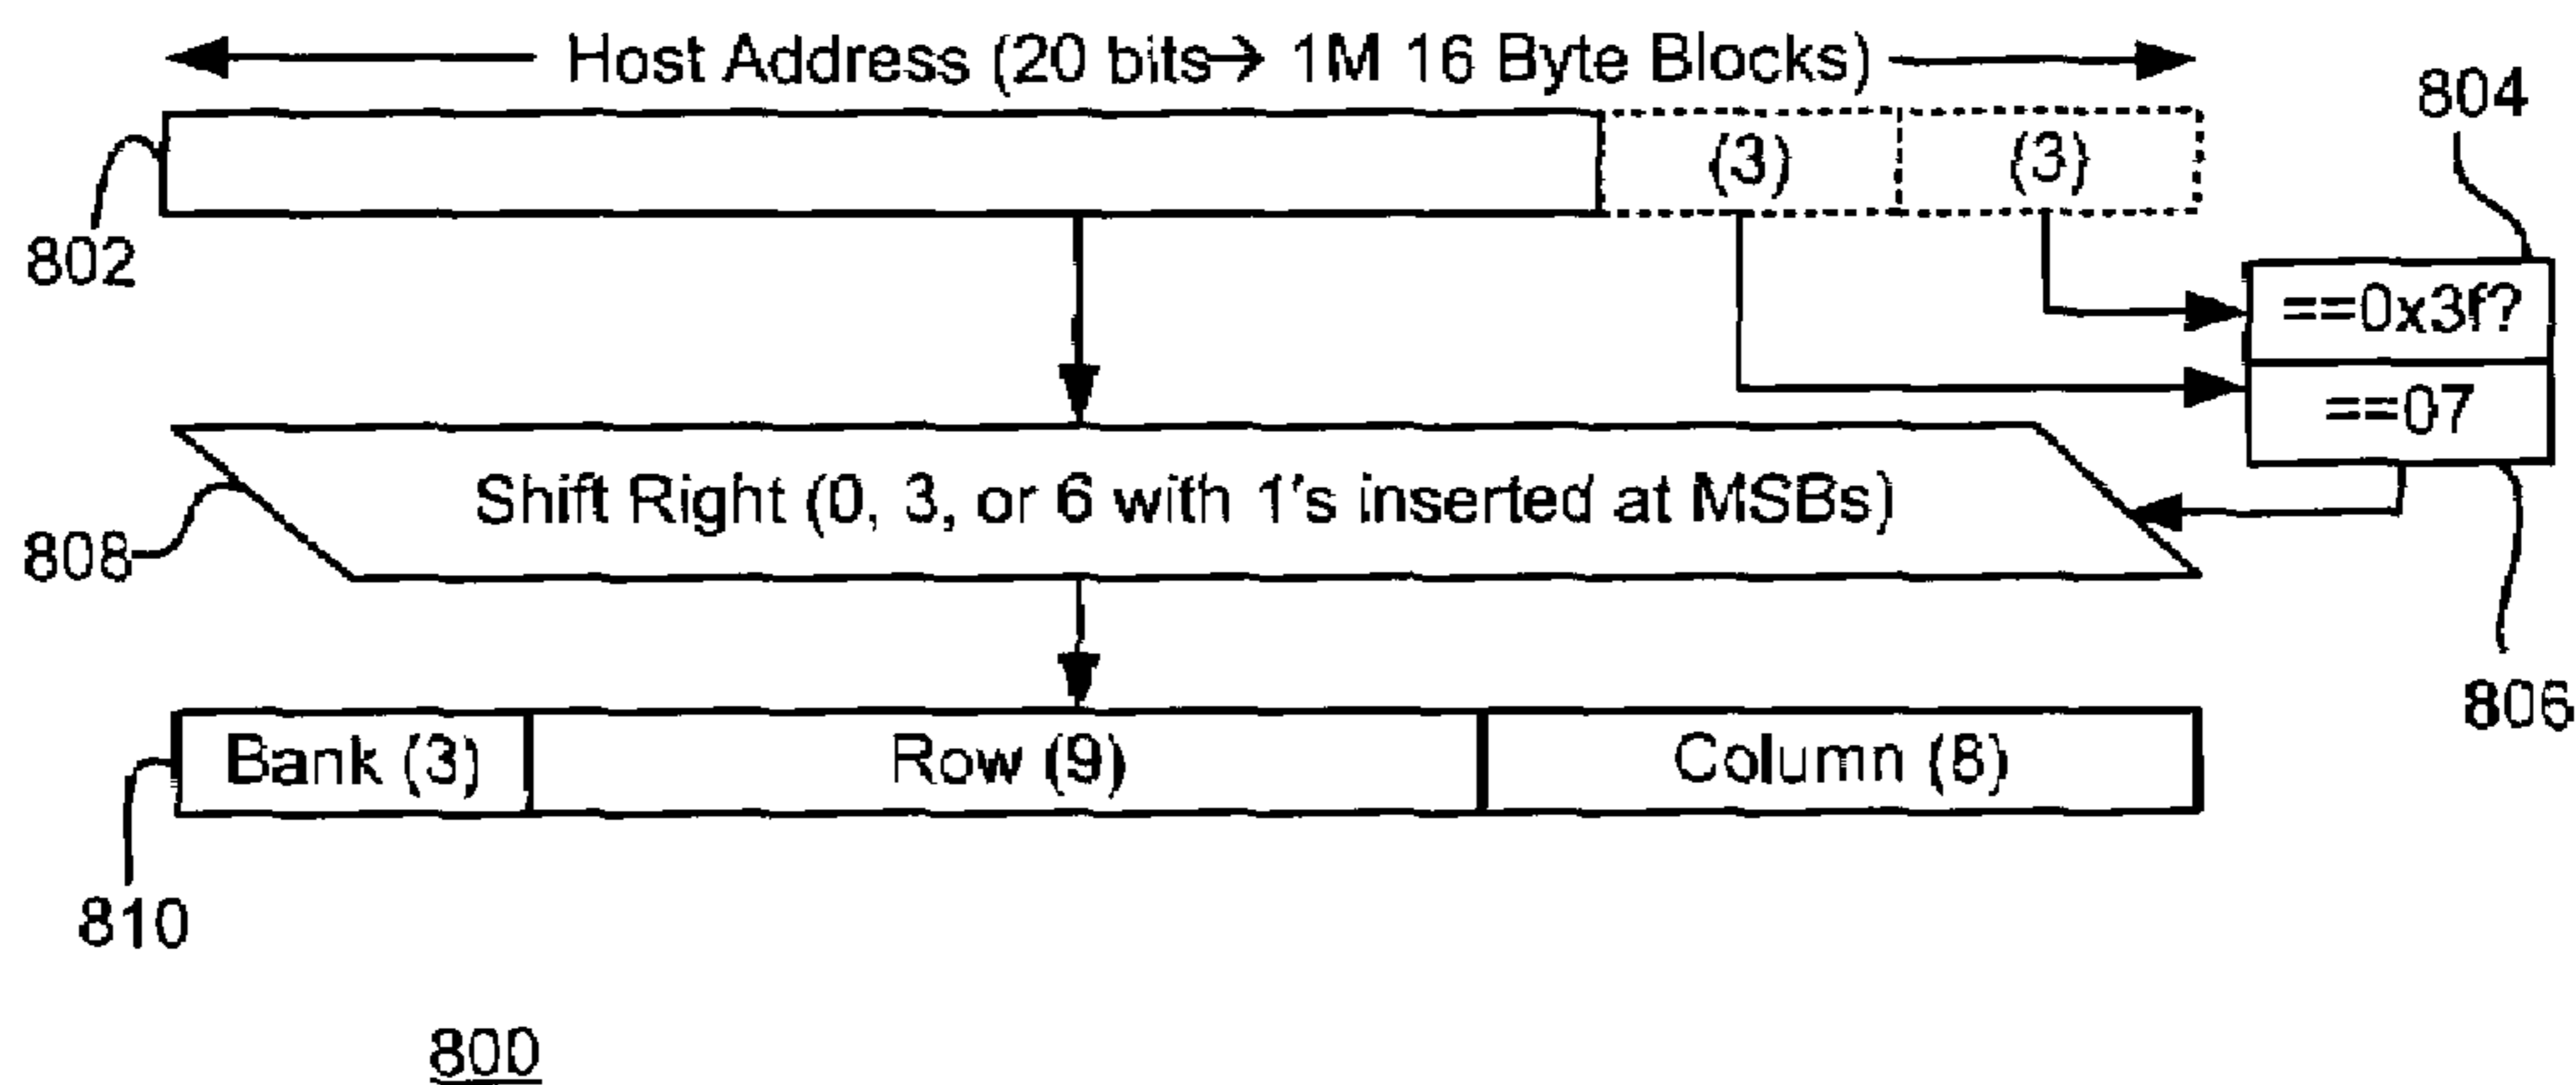 Host Address (20 bits→ 1M 16 Byte Blocks)
804
(3) (3)
802
==0x3f?
==07
Shift Right (0, 3, or 6 with 1's inserted at MSBs)
808
806
Bank (3) Row (9) Column (8)
810
800